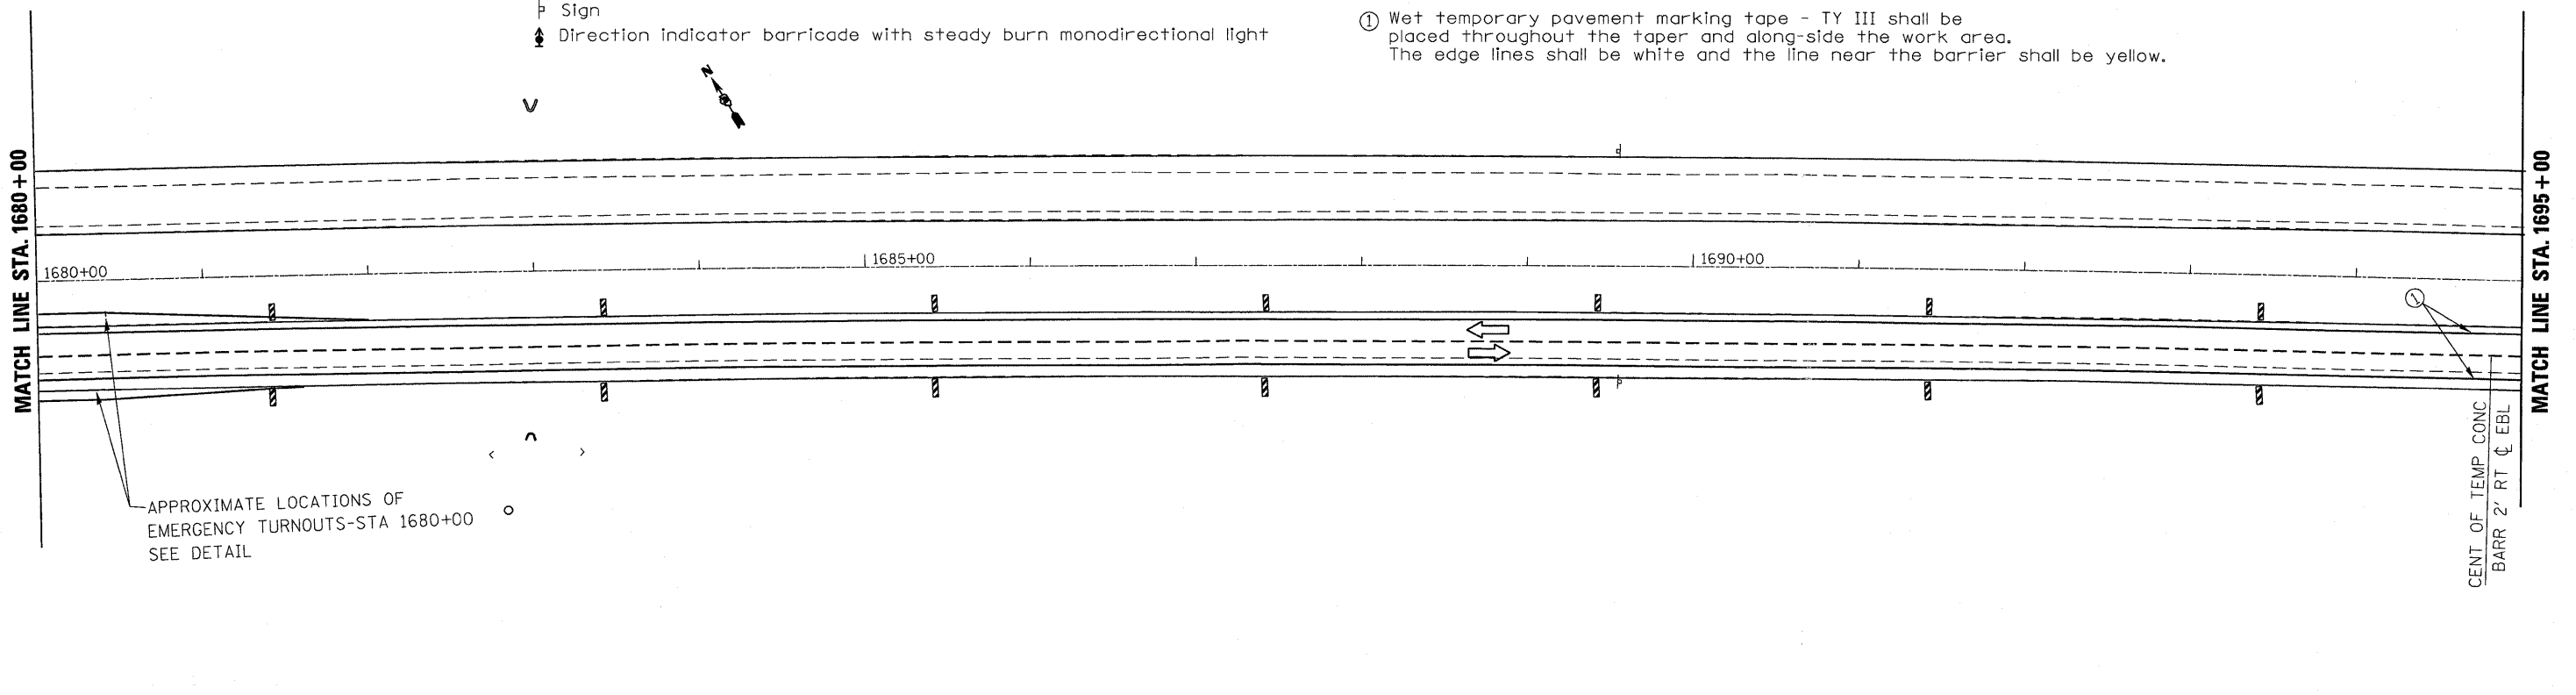 Sign
Direction indicator barricade with steady burn monodirectional light
① Wet temporary pavement marking tape - TY III shall be
placed throughout the taper and along-side the work area.
The edge lines shall be white and the line near the barrier shall be yellow.
N
MATCH LINE STA. 1680+00
1680+00
1685+00
1690+00
MATCH LINE STA. 1695+00
1
APPROXIMATE LOCATIONS OF
EMERGENCY TURNOUTS-STA 1680+00
SEE DETAIL
CENT OF TEMP CONC
BARR 2' RT ℄ EBL